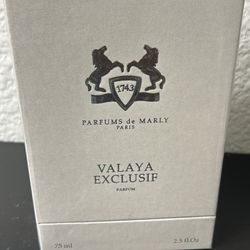 1743
PARFUMS de MARLY
PARIS
VALAYA
EXCLUSIF
PARFUM
75 ml 2.5 fl.Oz